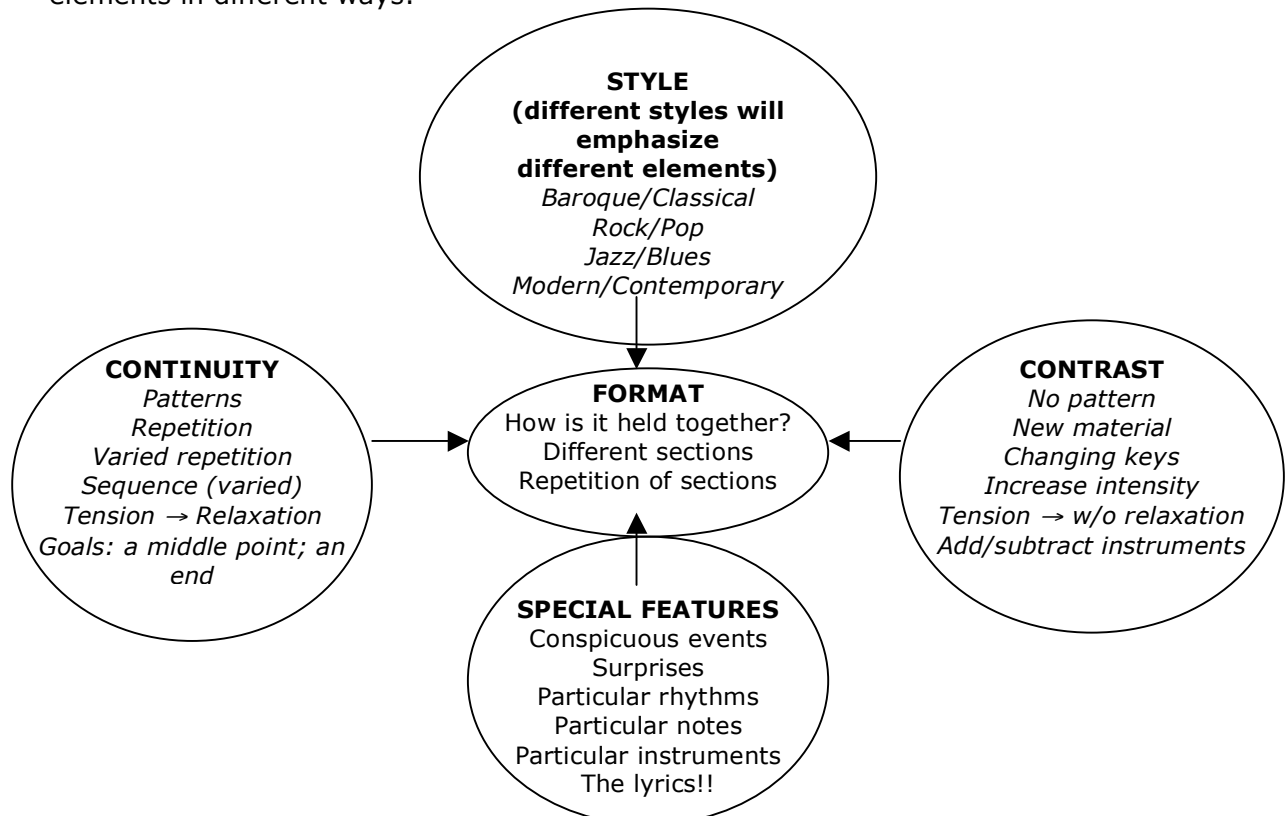 elements in different ways.
STYLE
(different styles will
emphasize
different elements)
Baroque/Classical
Rock/Pop
Jazz/Blues
Modern/Contemporary
CONTINUITY
Patterns
Repetition
Varied repetition
Sequence (varied)
Tension → Relaxation
Goals: a middle point; an
end
FORMAT
How is it held together?
Different sections
Repetition of sections
CONTRAST
No pattern
New material
Changing keys
Increase intensity
Tension → w/o relaxation
Add/subtract instruments
SPECIAL FEATURES
Conspicuous events
Surprises
Particular rhythms
Particular notes
Particular instruments
The lyrics!!